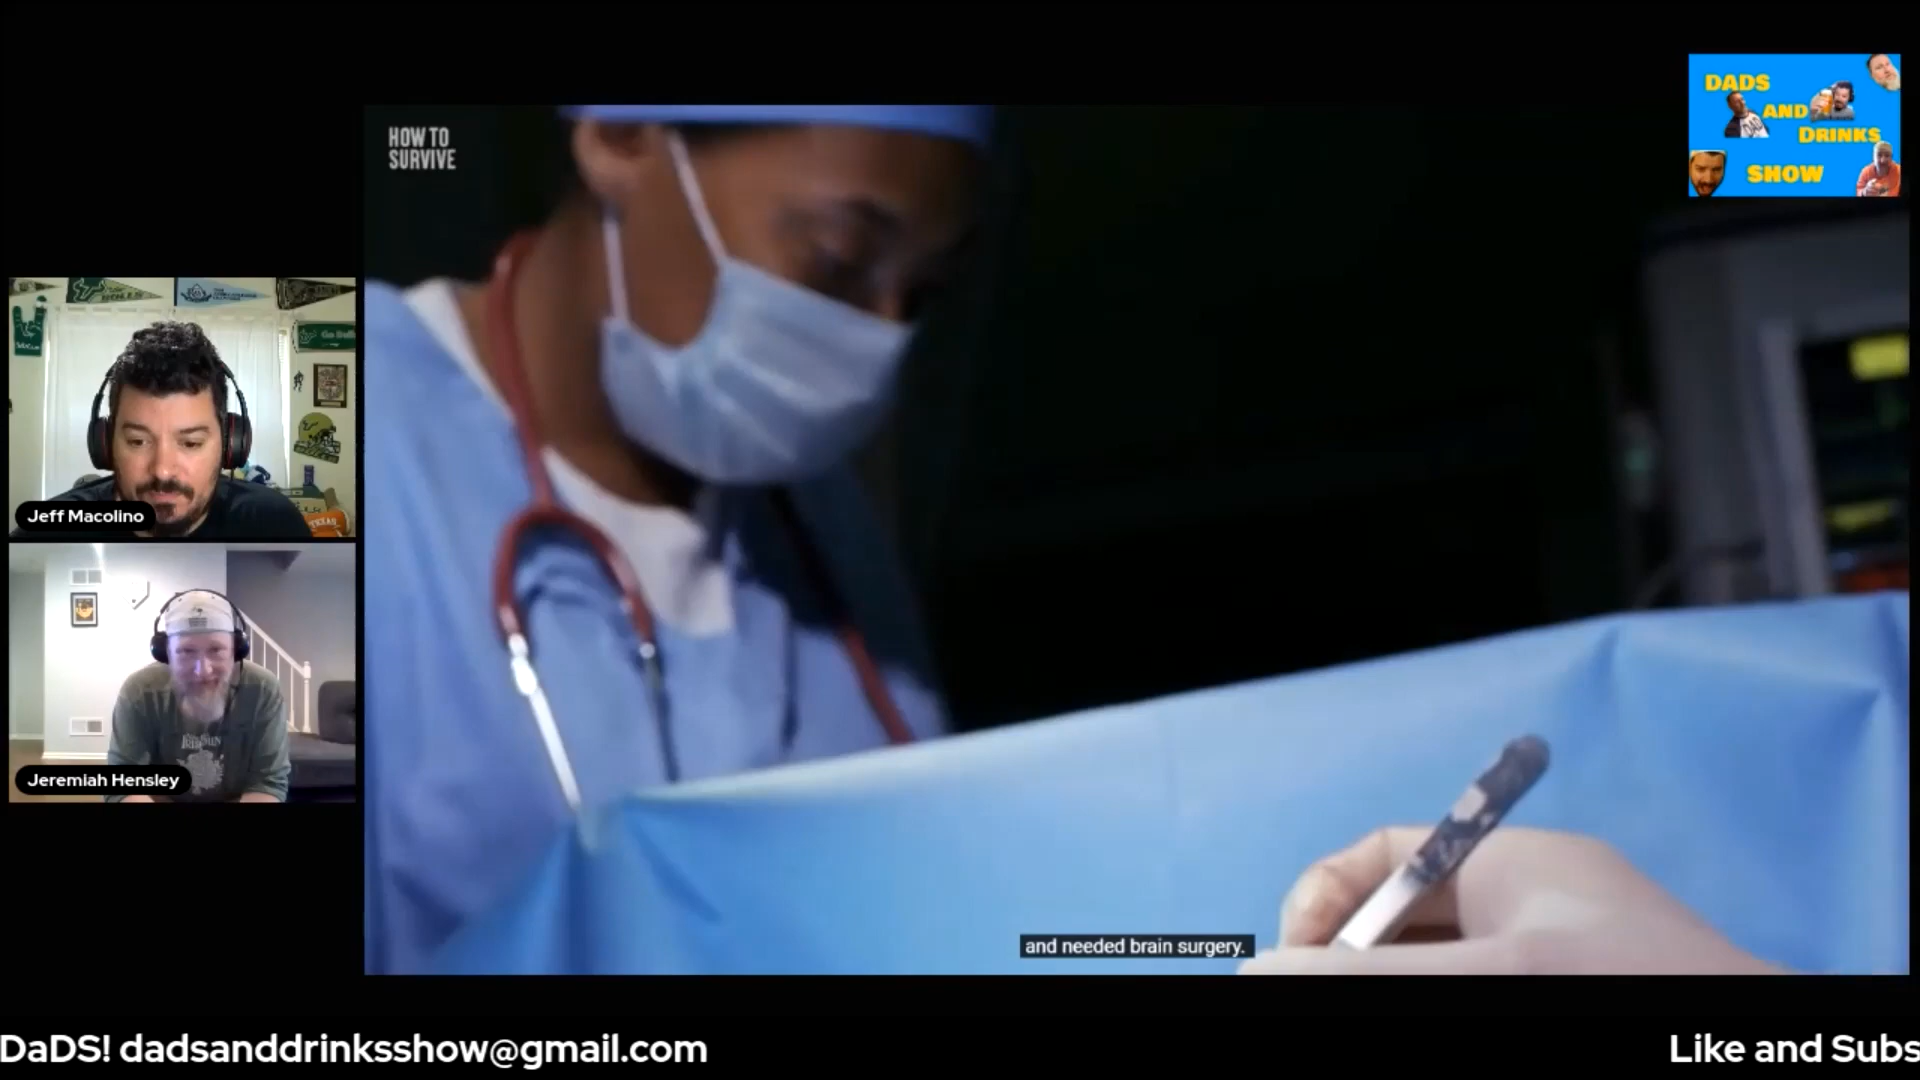 DADS
AND
DRINKS
SHOW
HOW TO
SURVIVE
Jeff Macolino
Jeremiah Hensley
and needed brain surgery.
DaDS! dadsanddrinksshow@gmail.com
Like and Subs